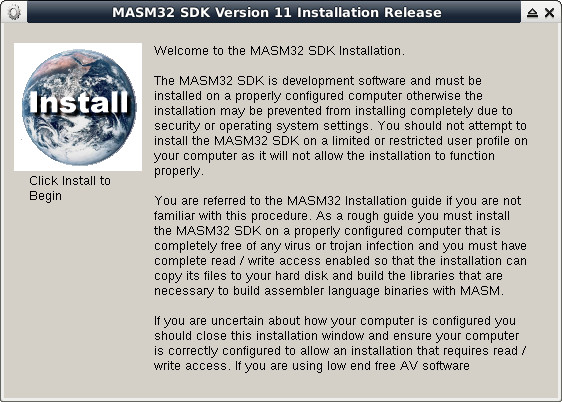 MASM32 SDK Version 11 Installation Release
Install
Click Install to
Begin
Welcome to the MASM32 SDK Installation.
The MASM32 SDK is development software and must be
installed on a properly configured computer otherwise the
installation may be prevented from installing completely due to
security or operating system settings. You should not attempt to
install the MASM32 SDK on a limited or restricted user profile on
your computer as it will not allow the installation to function
properly.
You are referred to the MASM32 Installation guide if you are not
familiar with this procedure. As a rough guide you must install
the MASM32 SDK on a properly configured computer that is
completely free of any virus or trojan infection and you must have
complete read / write access enabled so that the installation can
copy its files to your hard disk and build the libraries that are
necessary to build assembler language binaries with MASM.
If you are uncertain about how your computer is configured you
should close this installation window and ensure your computer
is correctly configured to allow an installation that requires read /
write access. If you are using low end free AV software